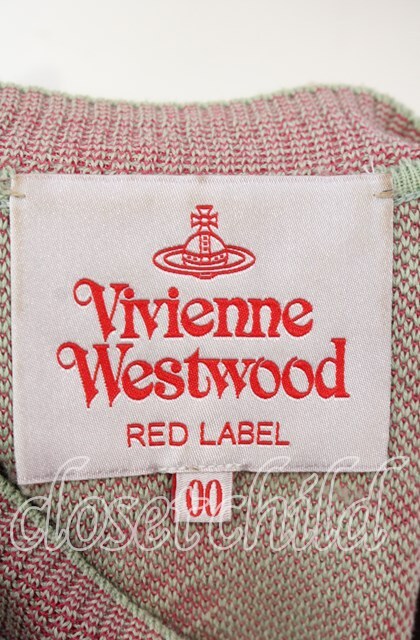 Vivienne
Westwood
RED LABEL
00
closet child